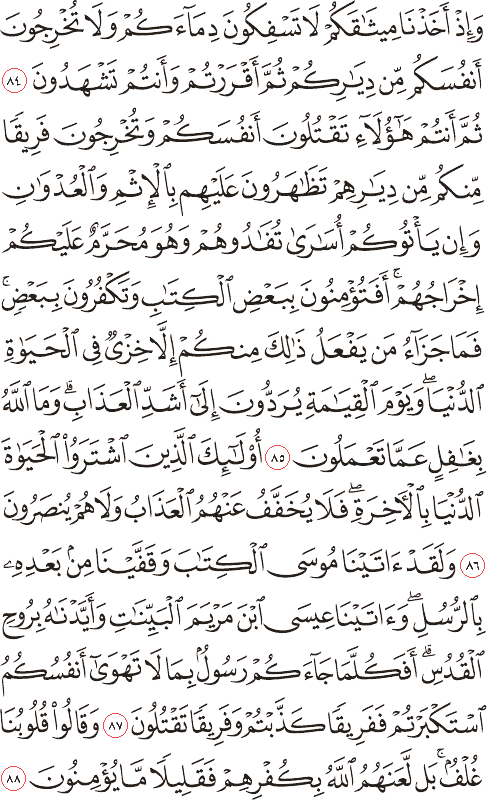 وَإِذْ أَخَذْنَا مِيثَٰقَكُمْ لَا تَسْفِكُونَ دِمَآءَكُمْ وَلَا تُخْرِجُونَ
أَنفُسَكُم مِّن دِيَٰرِكُمْ ثُمَّ أَقْرَرْتُمْ وَأَنتُمْ تَشْهَدُونَ ٨٤
ثُمَّ أَنتُمْ هَٰٓؤُلَآءِ تَقْتُلُونَ أَنفُسَكُمْ وَتُخْرِجُونَ فَرِيقًا
مِّنكُم مِّن دِيَٰرِهِمْ تَظَٰهَرُونَ عَلَيْهِم بِٱلْإِثْمِ وَٱلْعُدْوَٰنِ
وَإِن يَأْتُوكُمْ أُسَٰرَىٰ تُفَٰدُوهُمْ وَهُوَ مُحَرَّمٌ عَلَيْكُمْ
إِخْرَاجُهُمْ ۚ أَفَتُؤْمِنُونَ بِبَعْضِ ٱلْكِتَٰبِ وَتَكْفُرُونَ بِبَعْضٍ ۚ
فَمَا جَزَآءُ مَن يَفْعَلُ ذَٰلِكَ مِنكُمْ إِلَّا خِزْىٌ فِى ٱلْحَيَوٰةِ
ٱلدُّنْيَا ۖ وَيَوْمَ ٱلْقِيَٰمَةِ يُرَدُّونَ إِلَىٰٓ أَشَدِّ ٱلْعَذَابِ ۗ وَمَا ٱللَّهُ
بِغَٰفِلٍ عَمَّا تَعْمَلُونَ ٨٥ أُو۟لَٰٓئِكَ ٱلَّذِينَ ٱشْتَرَوُا۟ ٱلْحَيَوٰةَ
ٱلدُّنْيَا بِٱلْءَاخِرَةِ ۖ فَلَا يُخَفَّفُ عَنْهُمُ ٱلْعَذَابُ وَلَا هُمْ يُنصَرُونَ
٨٦ وَلَقَدْ ءَاتَيْنَا مُوسَى ٱلْكِتَٰبَ وَقَفَّيْنَا مِنۢ بَعْدِهِۦ
بِٱلرُّسُلِ ۖ وَءَاتَيْنَا عِيسَى ٱبْنَ مَرْيَمَ ٱلْبَيِّنَٰتِ وَأَيَّدْنَٰهُ بِرُوحِ
ٱلْقُدُسِ ۗ أَفَكُلَّمَا جَآءَكُمْ رَسُولٌۢ بِمَا لَا تَهْوَىٰٓ أَنفُسُكُمُ
ٱسْتَكْبَرْتُمْ فَفَرِيقًا كَذَّبْتُمْ وَفَرِيقًا تَقْتُلُونَ ٨٧ وَقَالُوا۟ قُلُوبُنَا
غُلْفٌۢ ۚ بَل لَّعَنَهُمُ ٱللَّهُ بِكُفْرِهِمْ فَقَلِيلًا مَّا يُؤْمِنُونَ ٨٨